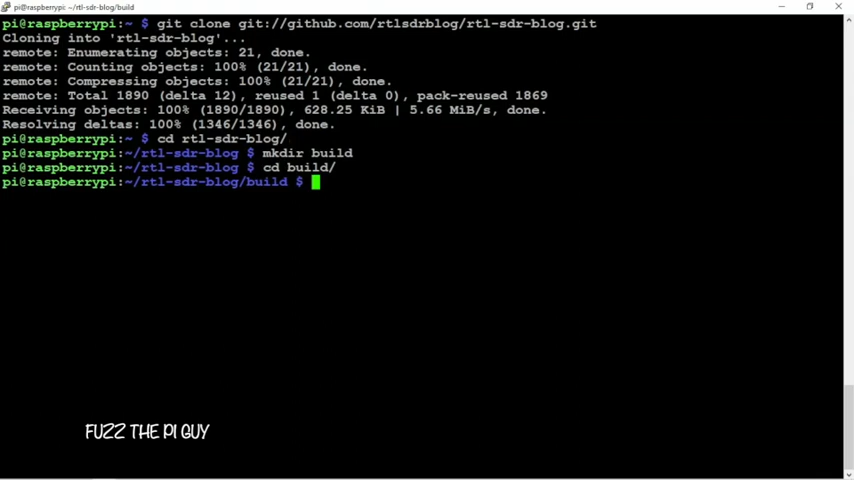 pi@raspberrypi: ~/rtl-sdr-blog/build
pi@raspberrypi:~ $ git clone git://github.com/rtlsdrblog/rtl-sdr-blog.git
Cloning into 'rtl-sdr-blog'...
remote: Enumerating objects: 21, done.
remote: Counting objects: 100% (21/21), done.
remote: Compressing objects: 100% (21/21), done.
remote: Total 1890 (delta 12), reused 1 (delta 0), pack-reused 1869
Receiving objects: 100% (1890/1890), 628.25 KiB | 5.66 MiB/s, done.
Resolving deltas: 100% (1346/1346), done.
pi@raspberrypi:~ $ cd rtl-sdr-blog/
pi@raspberrypi:~/rtl-sdr-blog $ mkdir build
pi@raspberrypi:~/rtl-sdr-blog $ cd build/
pi@raspberrypi:~/rtl-sdr-blog/build $
FUZZ THE PI GUY